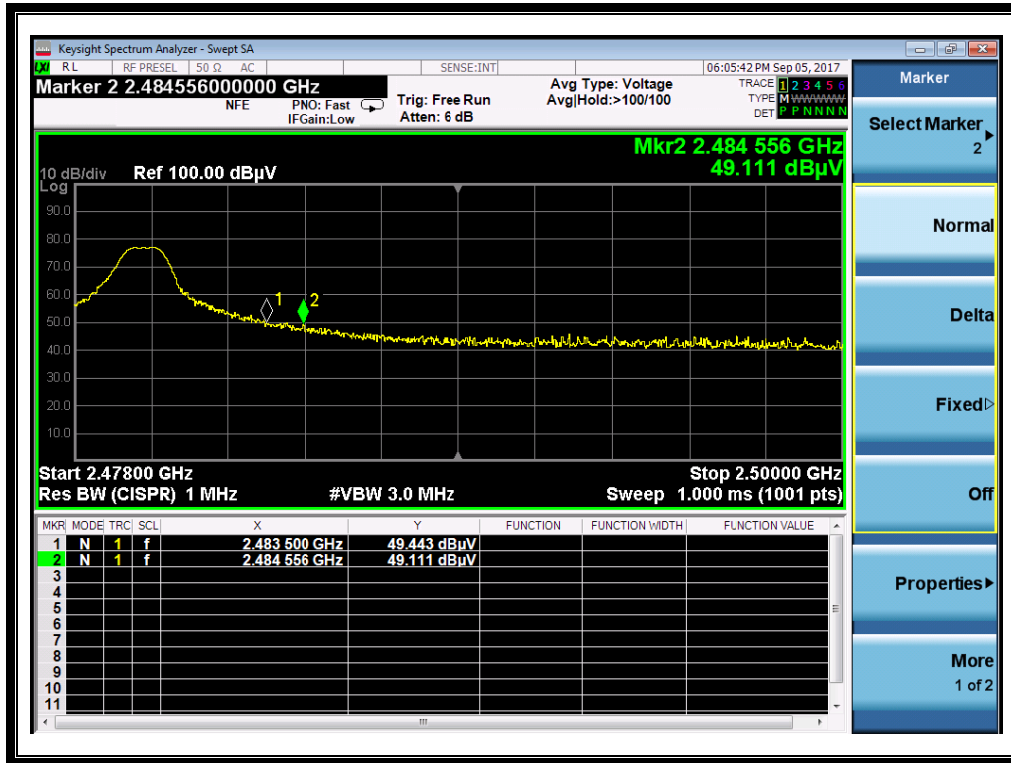 Keysight Spectrum Analyzer - Swept SA
LXI RL RF PRESEL 50 Ω AC SENSE:INT 06:05:42 PM Sep 05, 2017
Marker 2 2.484556000000 GHz
NFE PNO: Fast IFGain:Low
Trig: Free Run Atten: 6 dB
Avg Type: Voltage Avg|Hold:>100/100
TRACE 1 2 3 4 5 6
TYPE M WWWWW
DET P P N N N N
Mkr2 2.484 556 GHz
49.111 dBµV
10 dB/div Ref 100.00 dBµV
Log
90.0
80.0
70.0
60.0
50.0
40.0
30.0
20.0
10.0
1
2
Start 2.47800 GHz Stop 2.50000 GHz
Res BW (CISPR) 1 MHz #VBW 3.0 MHz Sweep 1.000 ms (1001 pts)
MKR MODE TRC SCL X Y FUNCTION FUNCTION WIDTH FUNCTION VALUE
1 N 1 f 2.483 500 GHz 49.443 dBµV
2 N 1 f 2.484 556 GHz 49.111 dBµV
3
4
5
6
7
8
9
10
11
Marker
Select Marker
2
Normal
Delta
Fixed
Off
Properties
More
1 of 2